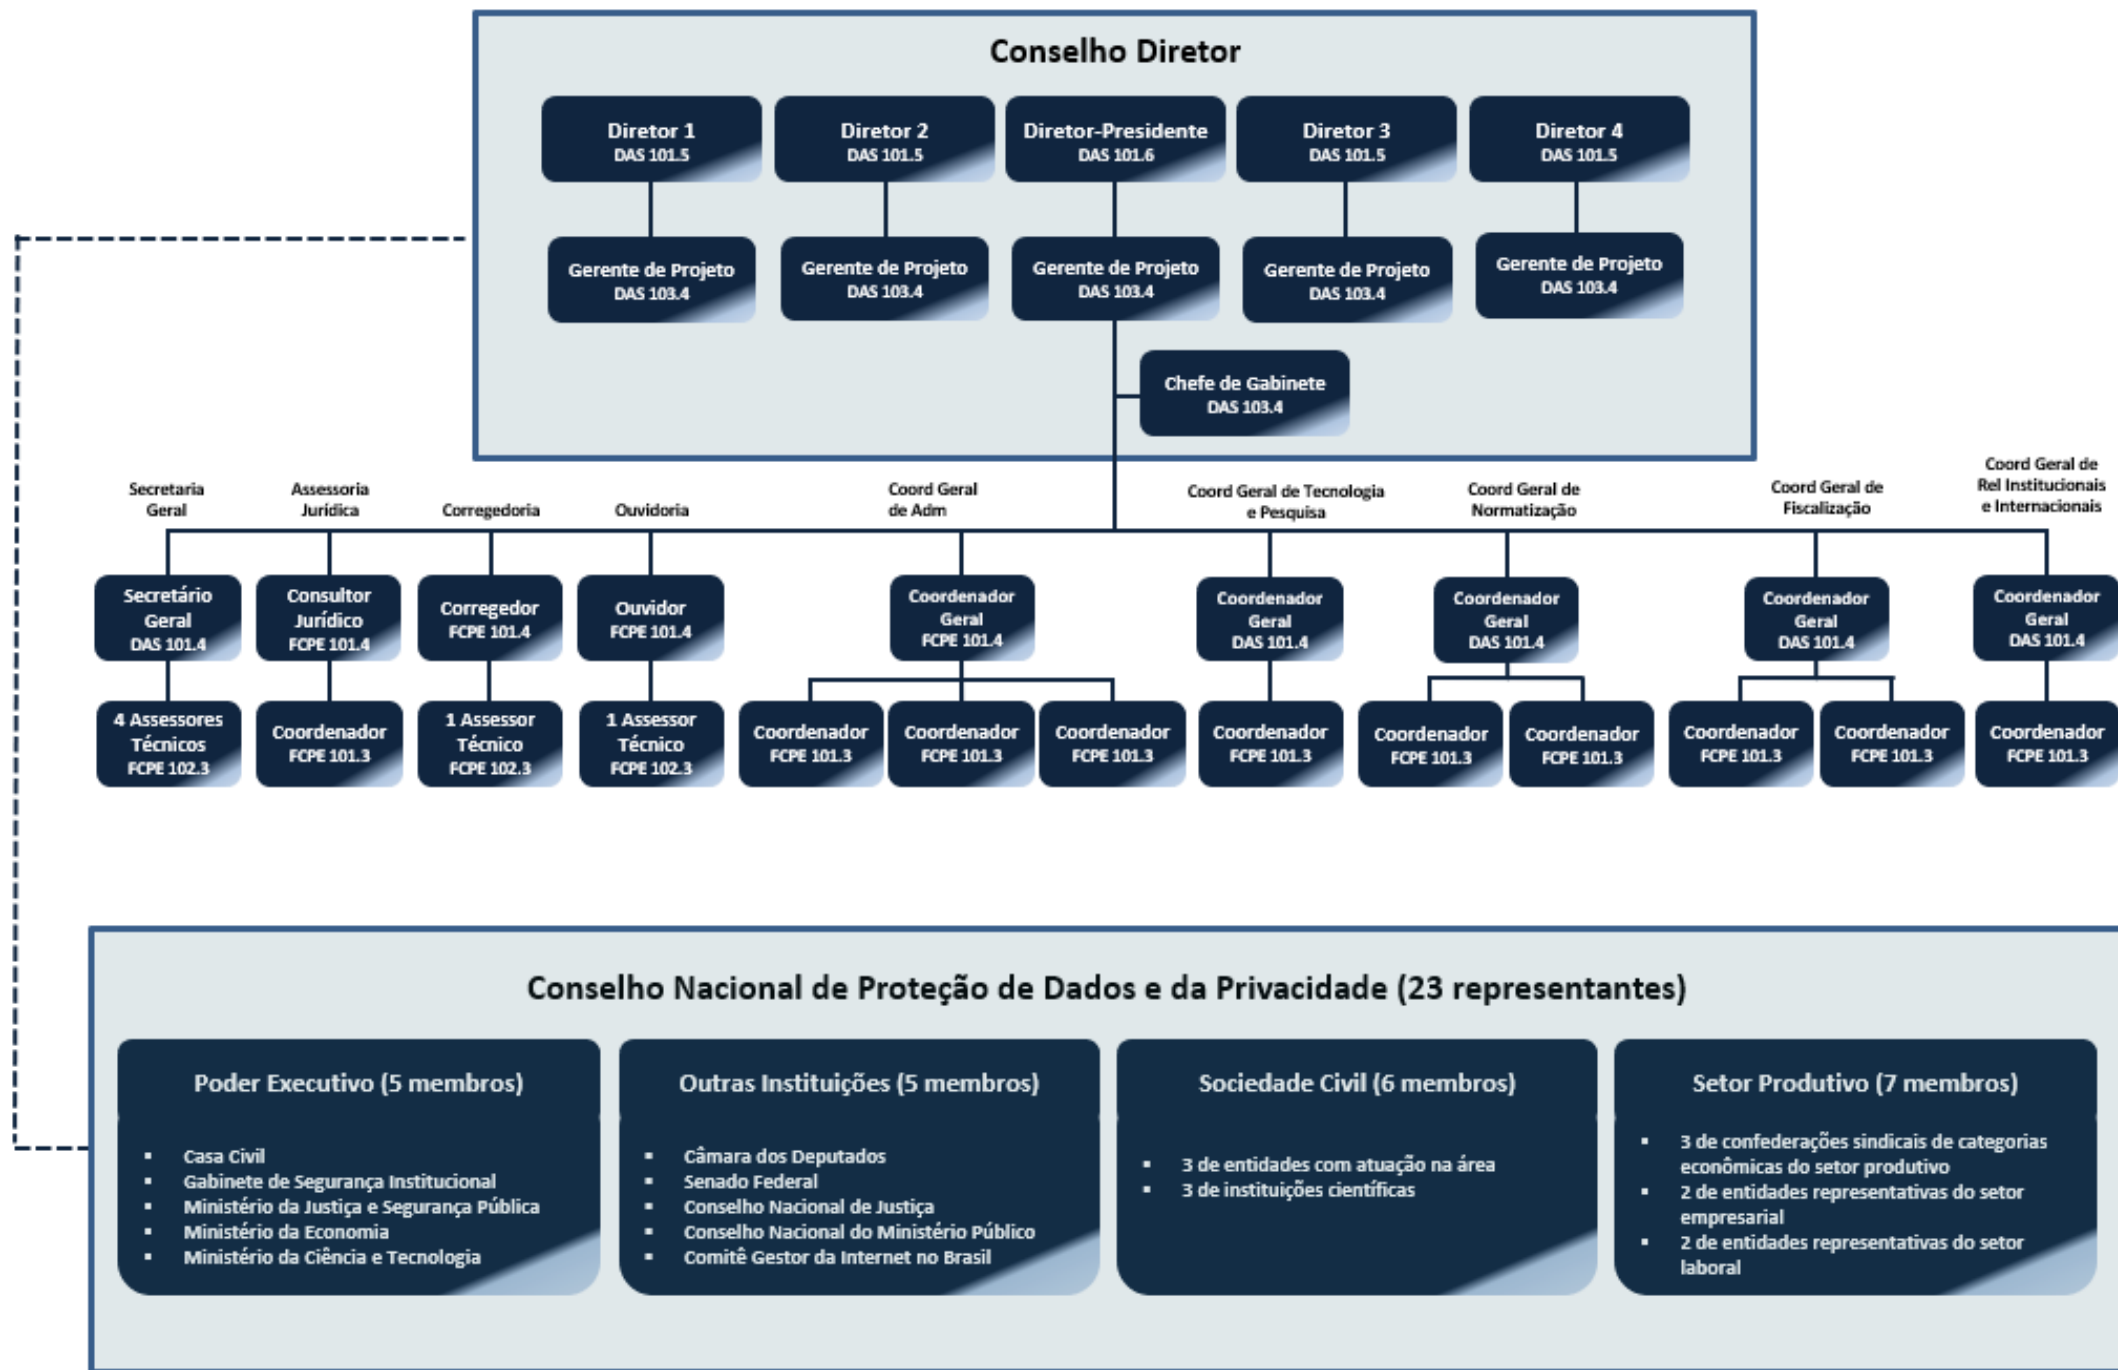 Conselho Diretor
Diretor 1
DAS 101.5
Diretor 2
DAS 101.5
Diretor-Presidente
DAS 101.6
Diretor 3
DAS 101.5
Diretor 4
DAS 101.5
Gerente de Projeto
DAS 103.4
Gerente de Projeto
DAS 103.4
Gerente de Projeto
DAS 103.4
Gerente de Projeto
DAS 103.4
Gerente de Projeto
DAS 103.4
Chefe de Gabinete
DAS 103.4
Secretaria
Geral
Assessoria
Jurídica
Corregedoria
Ouvidoria
Coord Geral
de Adm
Coord Geral de Tecnologia
e Pesquisa
Coord Geral de
Normatização
Coord Geral de
Fiscalização
Coord Geral de
Rel Institucionais
e Internacionais
Secretário
Geral
DAS 101.4
Consultor
Jurídico
FCPE 101.4
Corregedor
FCPE 101.4
Ouvidor
FCPE 101.4
Coordenador
Geral
FCPE 101.4
Coordenador
Geral
DAS 101.4
Coordenador
Geral
DAS 101.4
Coordenador
Geral
DAS 101.4
Coordenador
Geral
DAS 101.4
4 Assessores
Técnicos
FCPE 102.3
Coordenador
FCPE 101.3
1 Assessor
Técnico
FCPE 102.3
1 Assessor
Técnico
FCPE 102.3
Coordenador
FCPE 101.3
Coordenador
FCPE 101.3
Coordenador
FCPE 101.3
Coordenador
FCPE 101.3
Coordenador
FCPE 101.3
Coordenador
FCPE 101.3
Coordenador
FCPE 101.3
Coordenador
FCPE 101.3
Coordenador
FCPE 101.3
Conselho Nacional de Proteção de Dados e da Privacidade (23 representantes)
Poder Executivo (5 membros)
▪ Casa Civil
▪ Gabinete de Segurança Institucional
▪ Ministério da Justiça e Segurança Pública
▪ Ministério da Economia
▪ Ministério da Ciência e Tecnologia
Outras Instituições (5 membros)
▪ Câmara dos Deputados
▪ Senado Federal
▪ Conselho Nacional de Justiça
▪ Conselho Nacional do Ministério Público
▪ Comitê Gestor da Internet no Brasil
Sociedade Civil (6 membros)
▪ 3 de entidades com atuação na área
▪ 3 de instituições científicas
Setor Produtivo (7 membros)
▪ 3 de confederações sindicais de categorias
econômicas do setor produtivo
▪ 2 de entidades representativas do setor
empresarial
▪ 2 de entidades representativas do setor
laboral